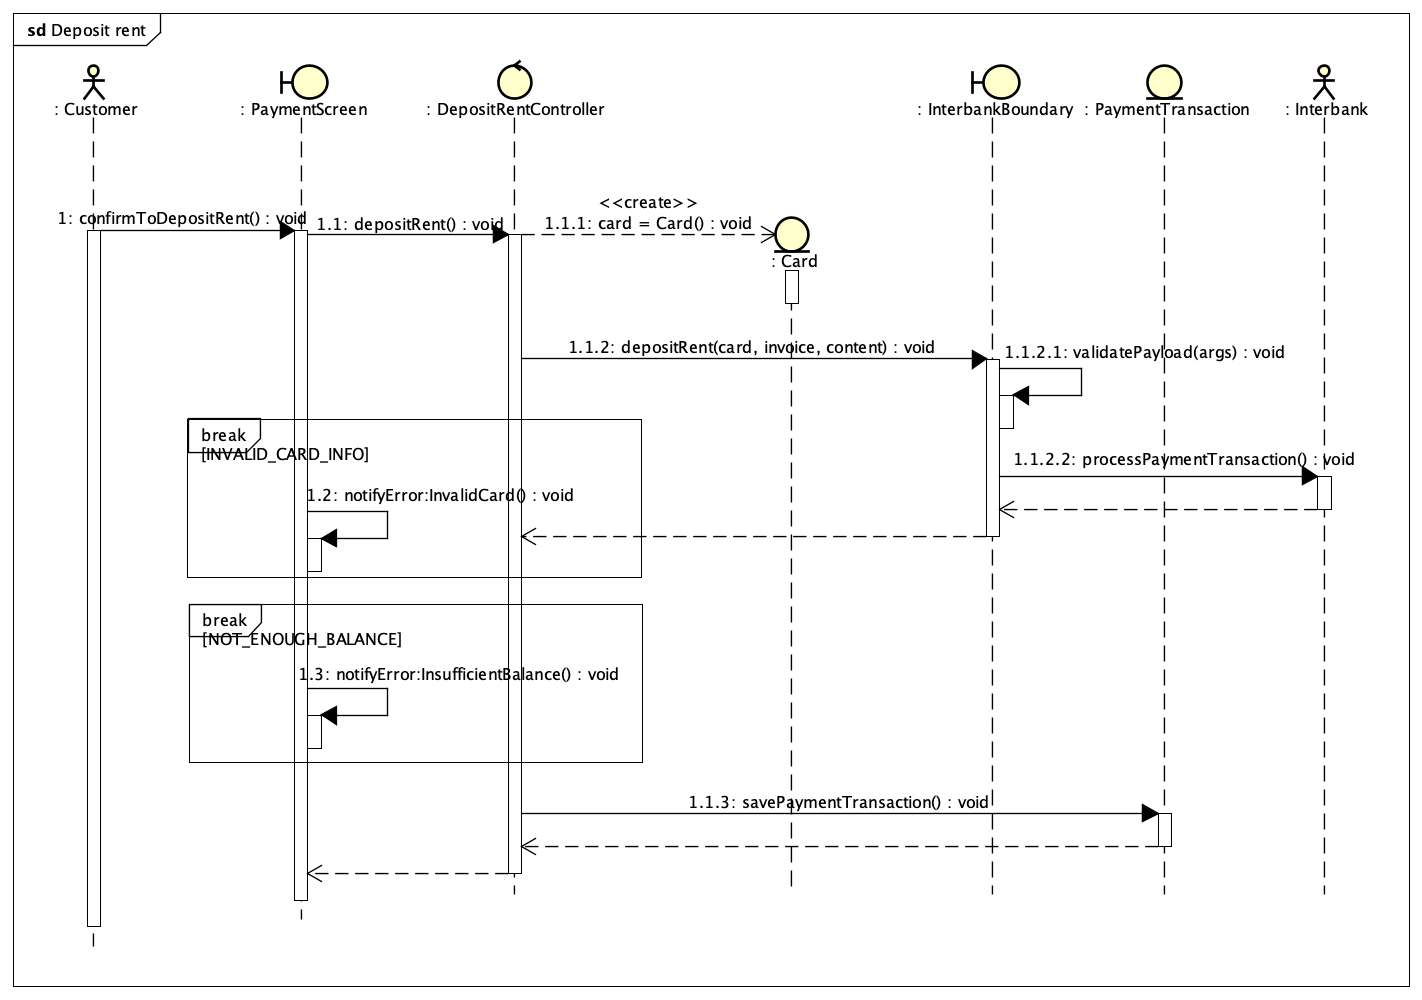 sd Deposit rent
: Customer
: PaymentScreen
: DepositRentController
: InterbankBoundary
: PaymentTransaction
: Interbank
<<create>>
1: confirmToDepositRent() : void
1.1: depositRent() : void
1.1.1: card = Card() : void
: Card
1.1.2: depositRent(card, invoice, content) : void
1.1.2.1: validatePayload(args) : void
break
[INVALID_CARD_INFO]
1.1.2.2: processPaymentTransaction() : void
1.2: notifyError:InvalidCard() : void
break
[NOT_ENOUGH_BALANCE]
1.3: notifyError:InsufficientBalance() : void
1.1.3: savePaymentTransaction() : void